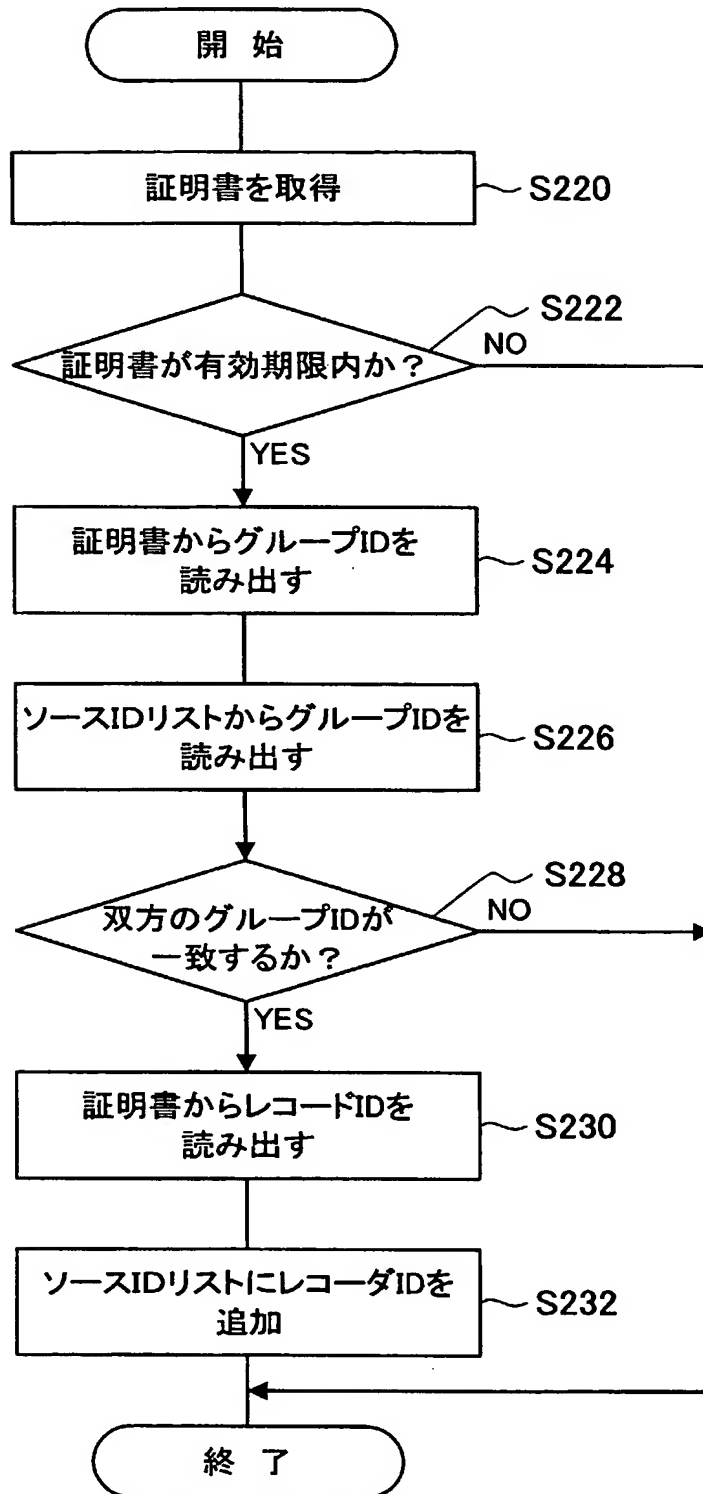 開 始
証明書を取得
S220
S222
証明書が有効期限内か？
NO
YES
証明書からグループIDを
読み出す
S224
ソースIDリストからグループIDを
読み出す
S226
S228
双方のグループIDが
一致するか？
NO
YES
証明書からレコードIDを
読み出す
S230
ソースIDリストにレコーダIDを
追加
S232
終 了